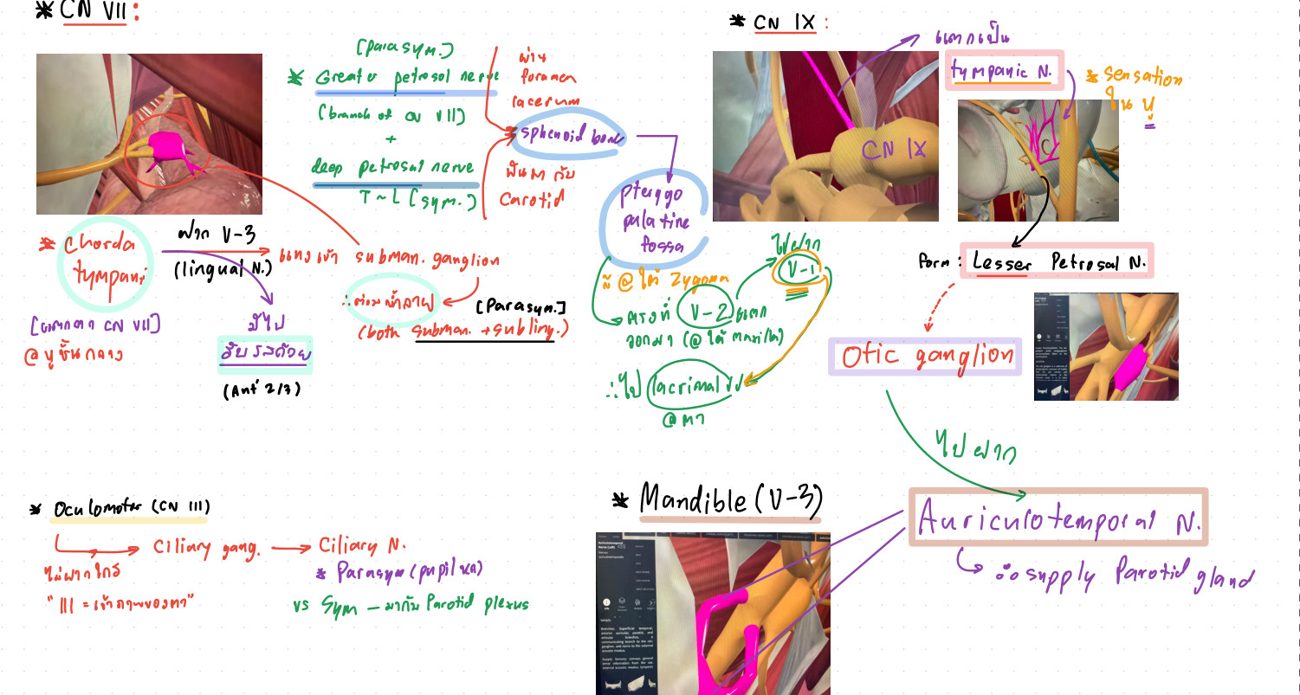 * CN VII :
(parasym.)
* Greater petrosal nerve
(branch of CN VII)
+
deep petrosal nerve
T~L (sym.)
ผ่าน
foramen
lacerum
sphenoid bone
ขึ้นมากับ
carotid
pterygo
palatine
fossa
@ ใต้ Zygoma
ตรงที่ V-2 แตก
ออกมา (@ ใต้ maxilla)
ไปฝาก
V-1
∴ ไป lacrimal
@ ตา
* Chorda
tympani
ฝาก V-3
(lingual N.)
แทงเข้า subman. ganglion
∴ ต่อมน้ำลาย
[Parasym.]
(both subman. + subling.)
[แตกจาก CN VII]
@ หูชั้นกลาง
มีไป
รับรสด้วย
(Ant 2/3)
* CN IX :
แตกเป็น
tympanic N.
* sensation
ใน หู
CN IX
Form : Lesser Petrosal N.
Otic ganglion
ไปฝาก
Auriculotemporal N.
∴ supply Parotid gland
* Oculomotor (CN III)
Ciliary gang. → Ciliary N.
ไม่ฝากใคร
"III = เจ้าภาพของตา"
* Parasym (pupil หด)
vs Sym – มากับ Parotid plexus
* Mandible (V-3)